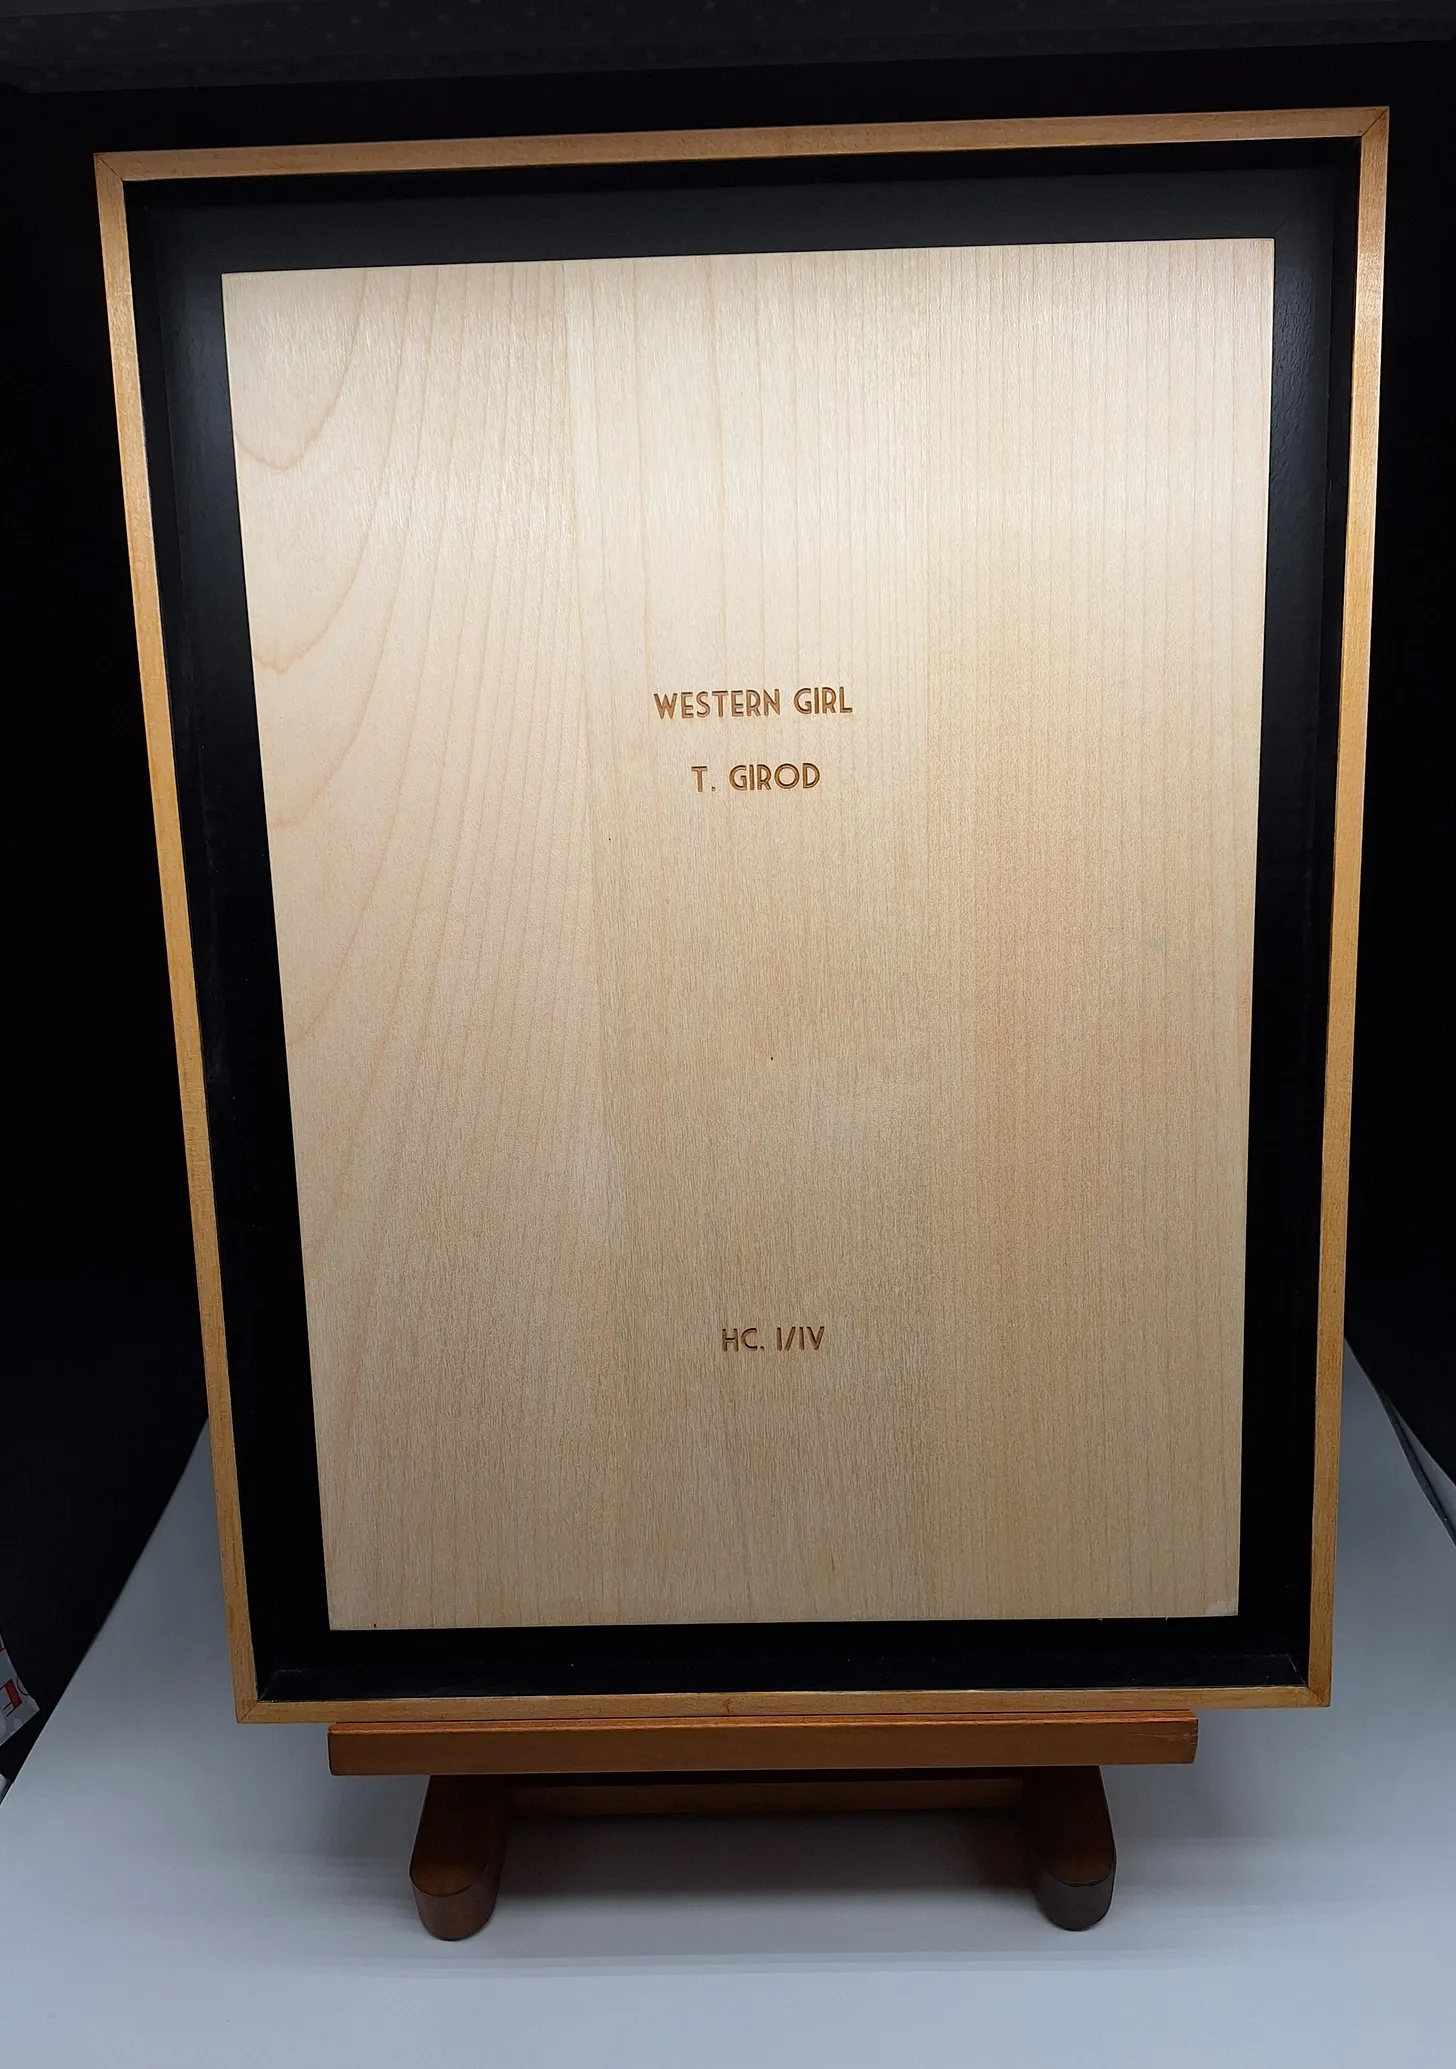 WESTERN GIRL
T. GIROD
HC. I/IV